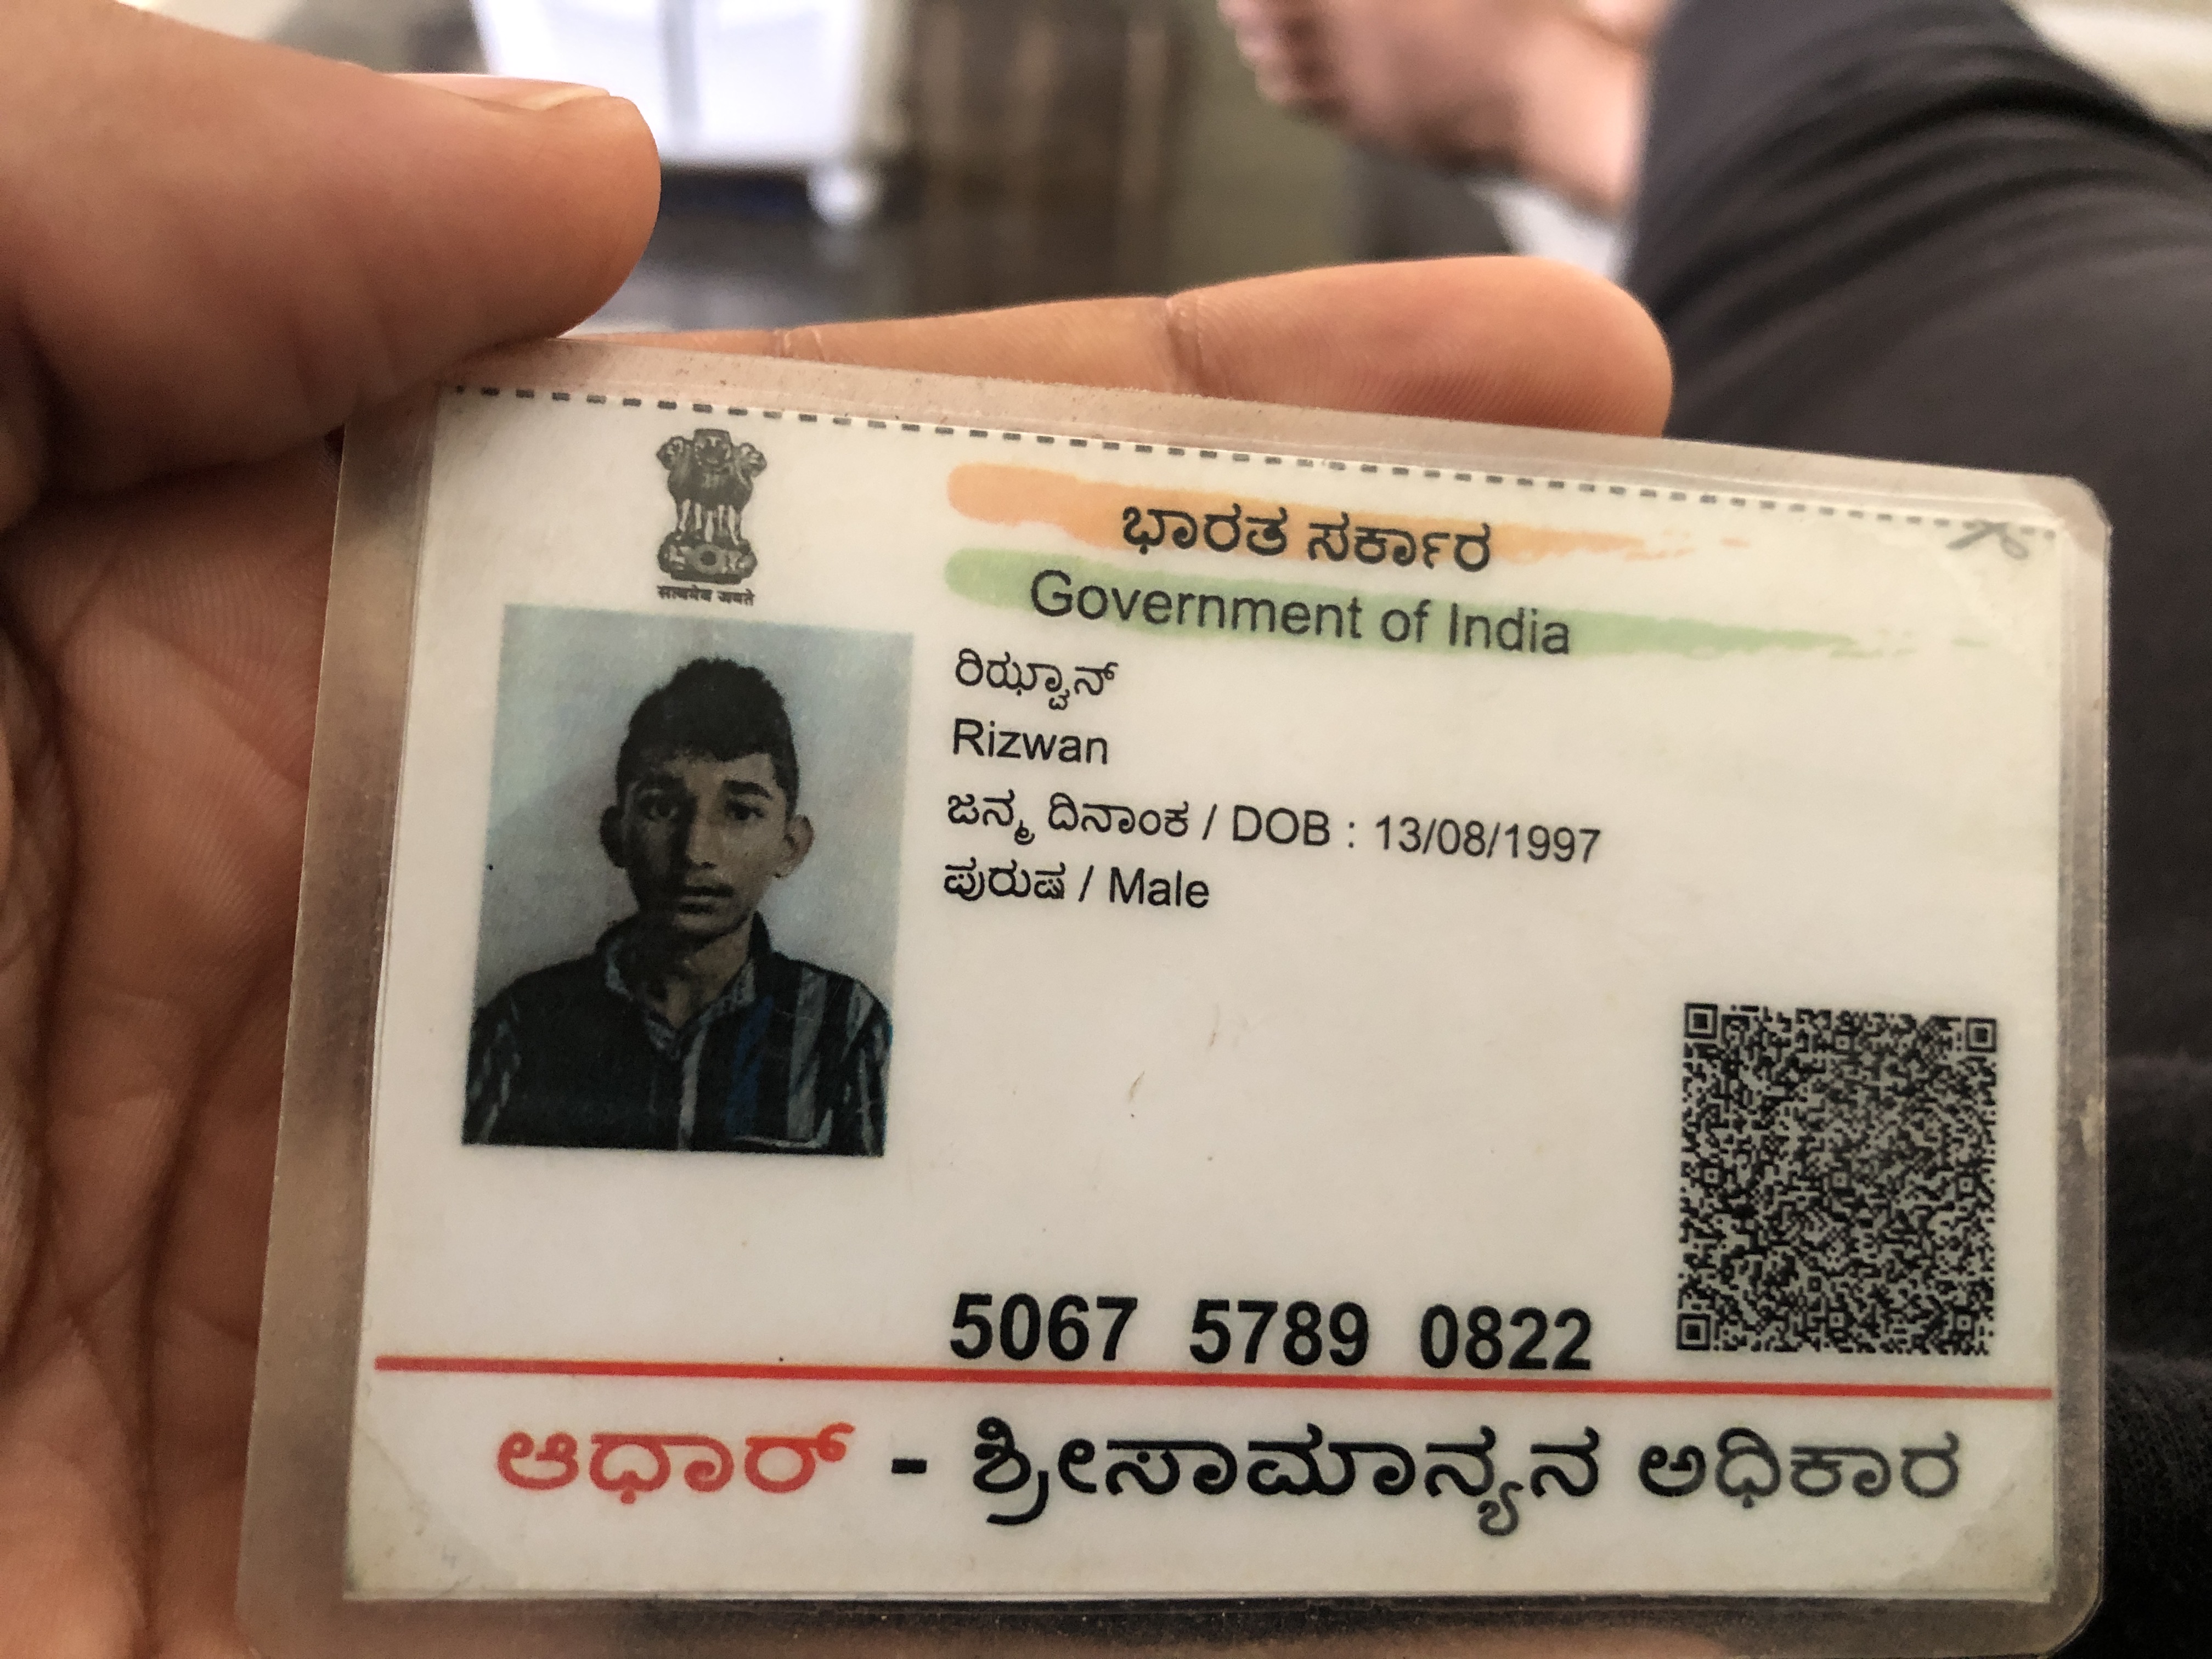 सत्यमेव जयते
ಭಾರತ ಸರ್ಕಾರ
Government of India
ರಿಝ್ವಾನ್
Rizwan
ಜನ್ಮ ದಿನಾಂಕ / DOB : 13/08/1997
ಪುರುಷ / Male
5067 5789 0822
ಆಧಾರ್ - ಶ್ರೀಸಾಮಾನ್ಯನ ಅಧಿಕಾರ